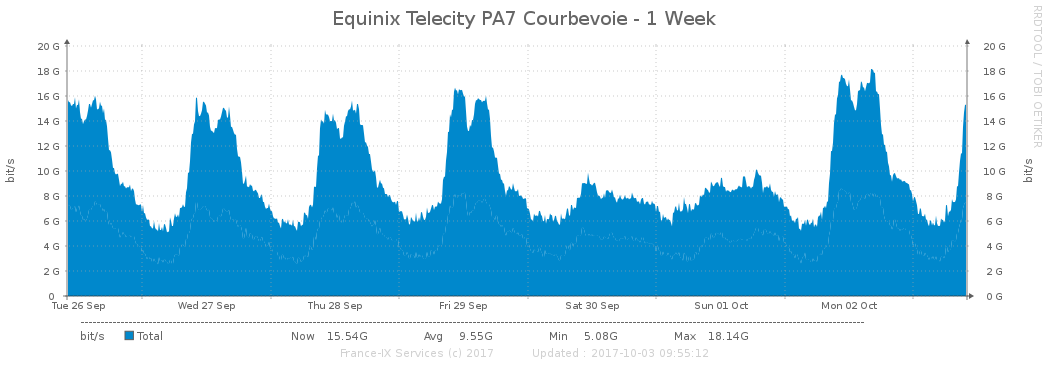 Equinix Telecity PA7 Courbevoie - 1 Week
RRDTOOL / TOBI OETIKER
20 G 20 G
18 G 18 G
16 G 16 G
14 G 14 G
12 G 12 G
10 G 10 G
8 G 8 G
6 G 6 G
4 G 4 G
2 G 2 G
0 0 G
bit/s
bit/s
Tue 26 Sep Wed 27 Sep Thu 28 Sep Fri 29 Sep Sat 30 Sep Sun 01 Oct Mon 02 Oct
bit/s Total Now 15.54G Avg 9.55G Min 5.08G Max 18.14G
France-IX Services (c) 2017 Updated : 2017-10-03 09:55:12